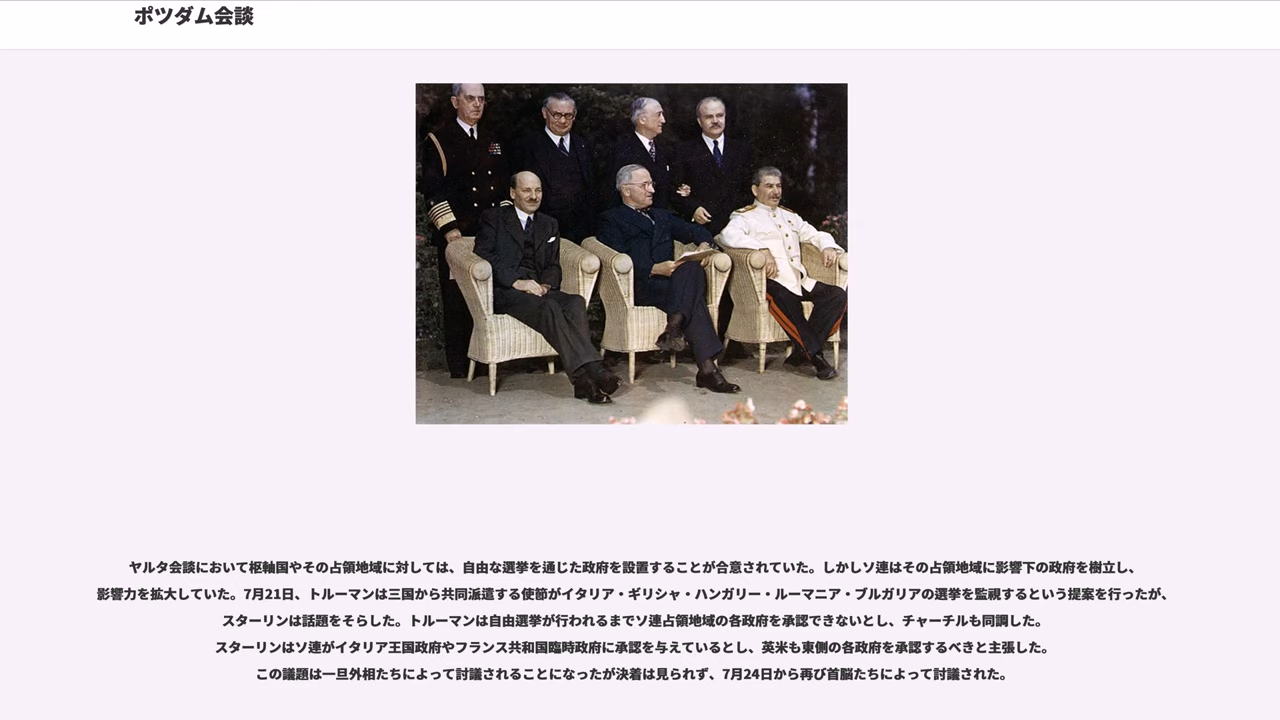 ポツダム会談
ヤルタ会談において枢軸国やその占領地域に対しては、自由な選挙を通じた政府を設置することが合意されていた。しかしソ連はその占領地域に影響下の政府を樹立し、
影響力を拡大していた。7月21日、トルーマンは三国から共同派遣する使節がイタリア・ギリシャ・ハンガリー・ルーマニア・ブルガリアの選挙を監視するという提案を行ったが、
スターリンは話題をそらした。トルーマンは自由選挙が行われるまでソ連占領地域の各政府を承認できないとし、チャーチルも同調した。
スターリンはソ連がイタリア王国政府やフランス共和国臨時政府に承認を与えているとし、英米も東側の各政府を承認するべきと主張した。
この議題は一旦外相たちによって討議されることになったが決着は見られず、7月24日から再び首脳たちによって討議された。